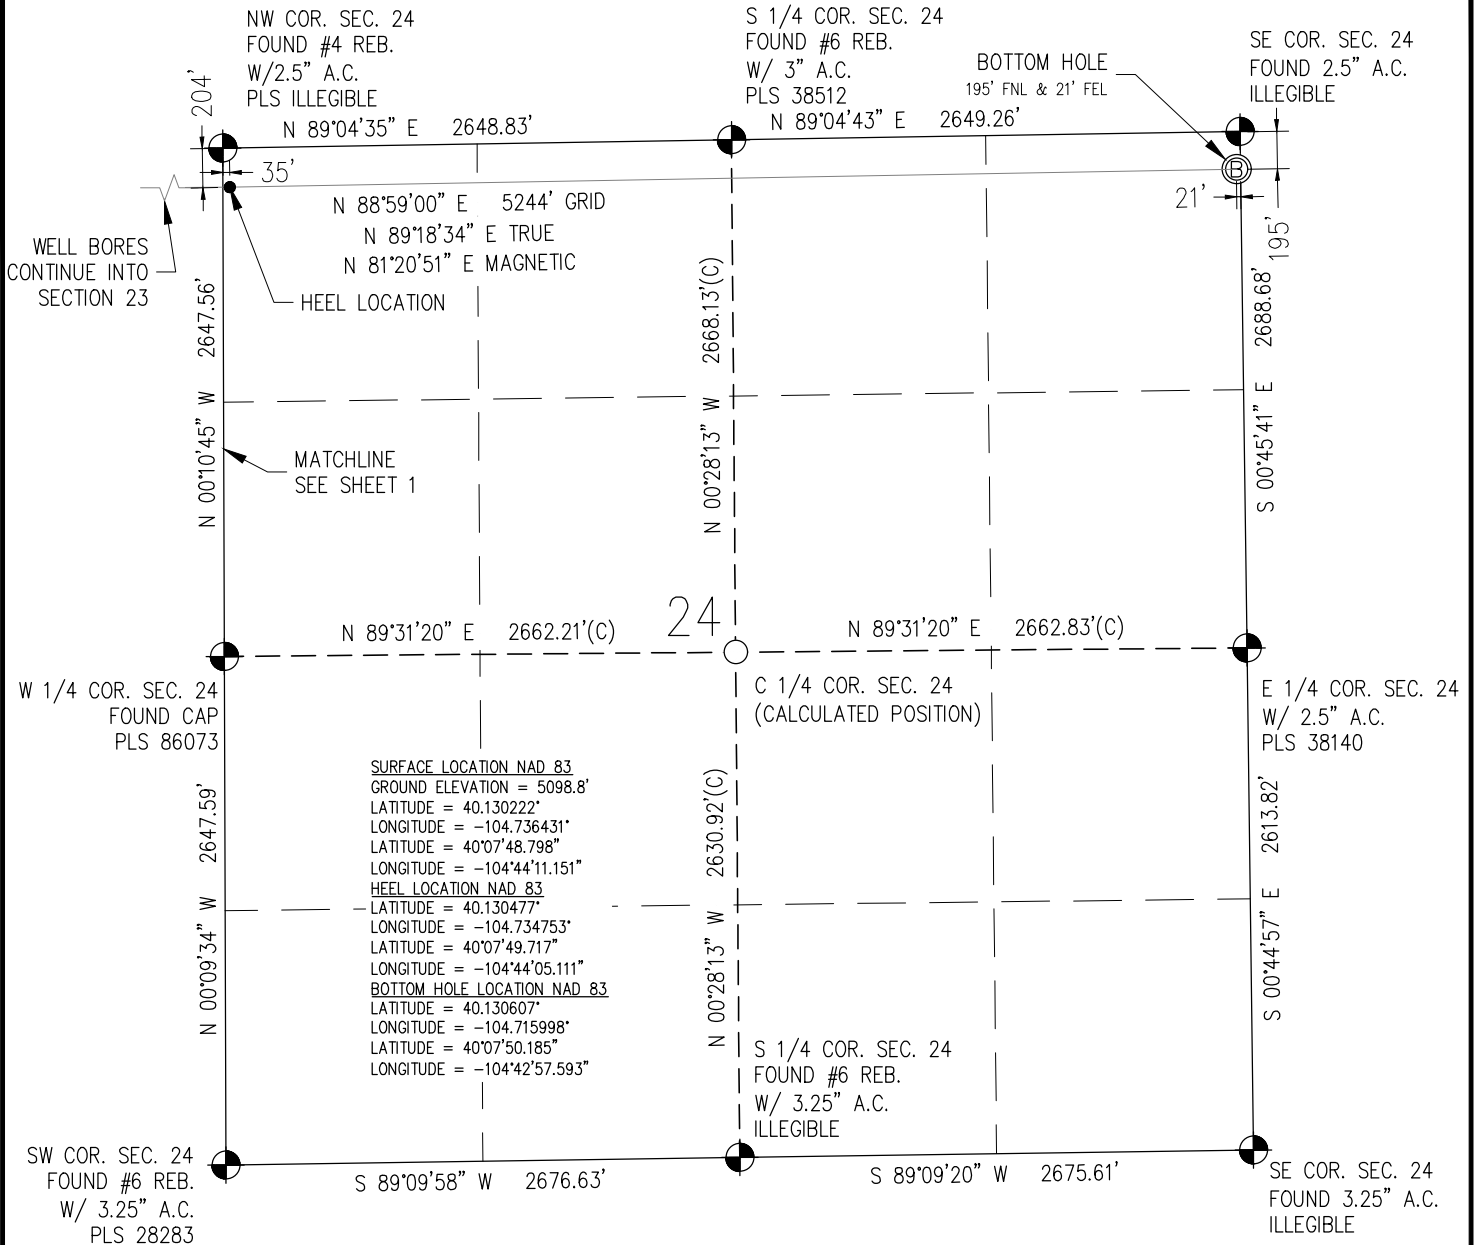 NW COR. SEC. 24
FOUND #4 REB.
W/2.5" A.C.
PLS ILLEGIBLE
S 1/4 COR. SEC. 24
FOUND #6 REB.
W/ 3" A.C.
PLS 38512
BOTTOM HOLE
195' FNL & 21' FEL
SE COR. SEC. 24
FOUND 2.5" A.C.
ILLEGIBLE
204'
N 89°04'35" E 2648.83'
N 89°04'43" E 2649.26'
35'
B
21'
195'
N 88°59'00" E 5244' GRID
N 89°18'34" E TRUE
N 81°20'51" E MAGNETIC
WELL BORES
CONTINUE INTO
SECTION 23
HEEL LOCATION
N 00°10'45" W 2647.56'
N 00°28'13" W 2668.13'(C)
S 00°45'41" E 2688.68'
MATCHLINE
SEE SHEET 1
24
N 89°31'20" E 2662.21'(C)
N 89°31'20" E 2662.83'(C)
W 1/4 COR. SEC. 24
FOUND CAP
PLS 86073
C 1/4 COR. SEC. 24
(CALCULATED POSITION)
E 1/4 COR. SEC. 24
W/ 2.5" A.C.
PLS 38140
SURFACE LOCATION NAD 83
GROUND ELEVATION = 5098.8'
LATITUDE = 40.130222°
LONGITUDE = -104.736431°
LATITUDE = 40°07'48.798"
LONGITUDE = -104°44'11.151"
HEEL LOCATION NAD 83
LATITUDE = 40.130477°
LONGITUDE = -104.734753°
LATITUDE = 40°07'49.717"
LONGITUDE = -104°44'05.111"
BOTTOM HOLE LOCATION NAD 83
LATITUDE = 40.130607°
LONGITUDE = -104.715998°
LATITUDE = 40°07'50.185"
LONGITUDE = -104°42'57.593"
N 00°09'34" W 2647.59'
N 00°28'13" W 2630.92'(C)
S 00°44'57" E 2613.82'
S 1/4 COR. SEC. 24
FOUND #6 REB.
W/ 3.25" A.C.
ILLEGIBLE
SW COR. SEC. 24
FOUND #6 REB.
W/ 3.25" A.C.
PLS 28283
S 89°09'58" W 2676.63'
S 89°09'20" W 2675.61'
SE COR. SEC. 24
FOUND 3.25" A.C.
ILLEGIBLE